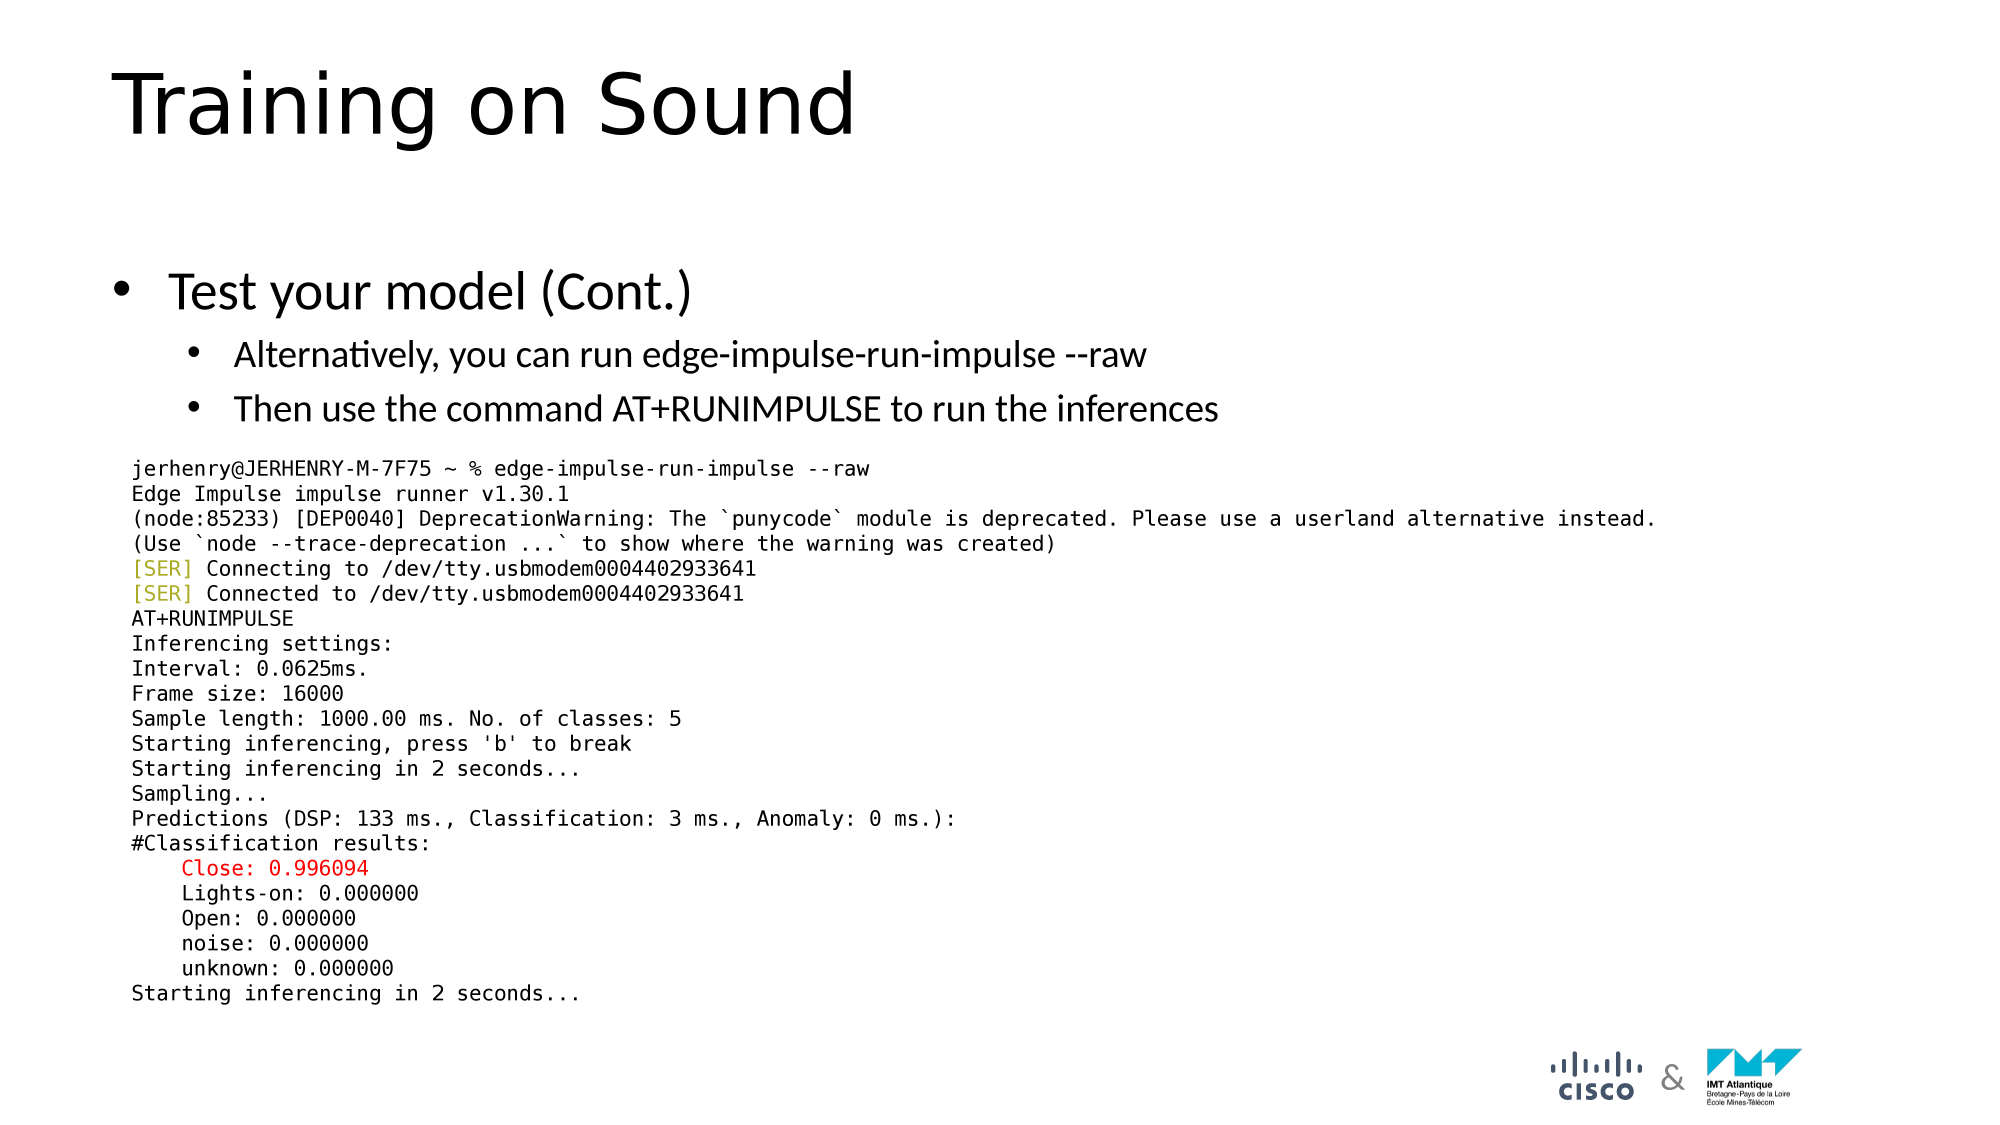 Training on Sound
• Test your model (Cont.)
• Alternatively, you can run edge-impulse-run-impulse --raw
• Then use the command AT+RUNIMPULSE to run the inferences
jerhenry@JERHENRY-M-7F75 ~ % edge-impulse-run-impulse --raw
Edge Impulse impulse runner v1.30.1
(node:85233) [DEP0040] DeprecationWarning: The `punycode` module is deprecated. Please use a userland alternative instead.
(Use `node --trace-deprecation ...` to show where the warning was created)
[SER] Connecting to /dev/tty.usbmodem0004402933641
[SER] Connected to /dev/tty.usbmodem0004402933641
AT+RUNIMPULSE
Inferencing settings:
Interval: 0.0625ms.
Frame size: 16000
Sample length: 1000.00 ms. No. of classes: 5
Starting inferencing, press 'b' to break
Starting inferencing in 2 seconds...
Sampling...
Predictions (DSP: 133 ms., Classification: 3 ms., Anomaly: 0 ms.):
#Classification results:
Close: 0.996094
Lights-on: 0.000000
Open: 0.000000
noise: 0.000000
unknown: 0.000000
Starting inferencing in 2 seconds...
CISCO
&
IMT Atlantique
Bretagne-Pays de la Loire
École Mines-Télécom